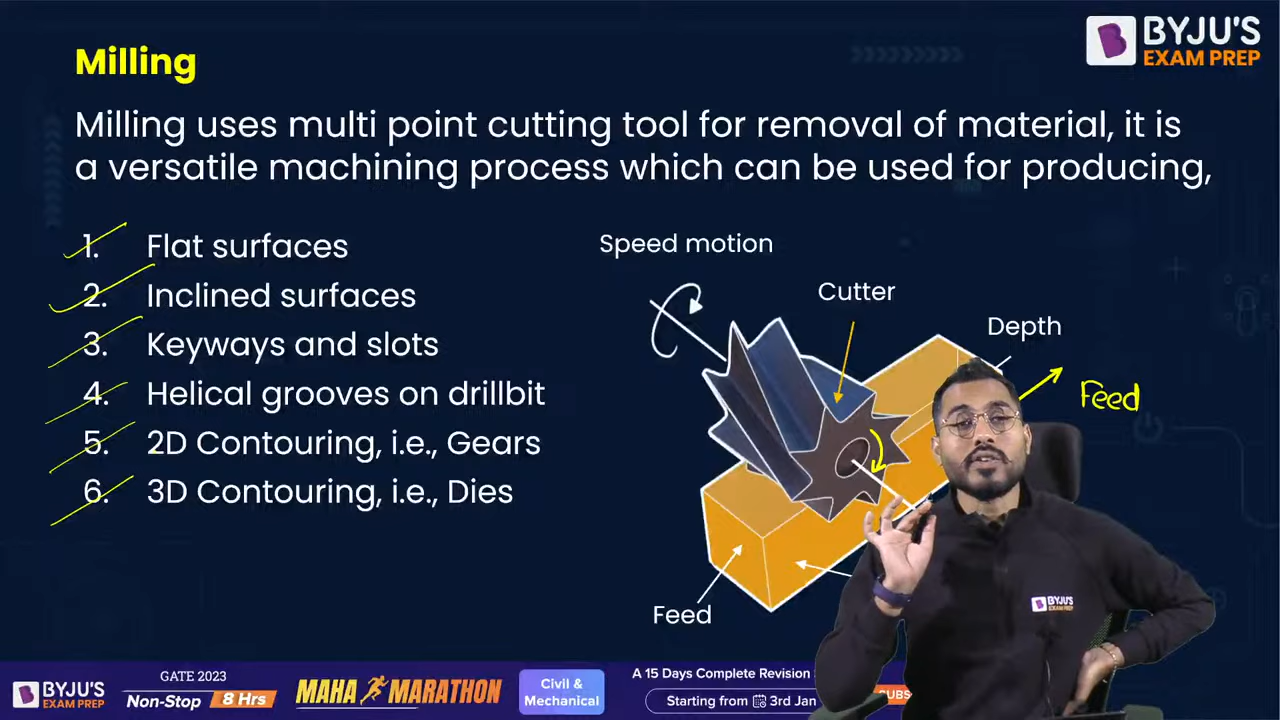 BYJU'S
EXAM PREP
Milling
Milling uses multi point cutting tool for removal of material, it is
a versatile machining process which can be used for producing,
1. Flat surfaces
2. Inclined surfaces
3. Keyways and slots
4. Helical grooves on drillbit
5. 2D Contouring, i.e., Gears
6. 3D Contouring, i.e., Dies
Speed motion
Cutter
Depth
Feed
Feed
BYJU'S
EXAM PREP
BYJU'S
EXAM PREP
GATE 2023
Non-Stop 8 Hrs
MAHA MARATHON
Civil &
Mechanical
A 15 Days Complete Revision
Starting from 3rd Jan